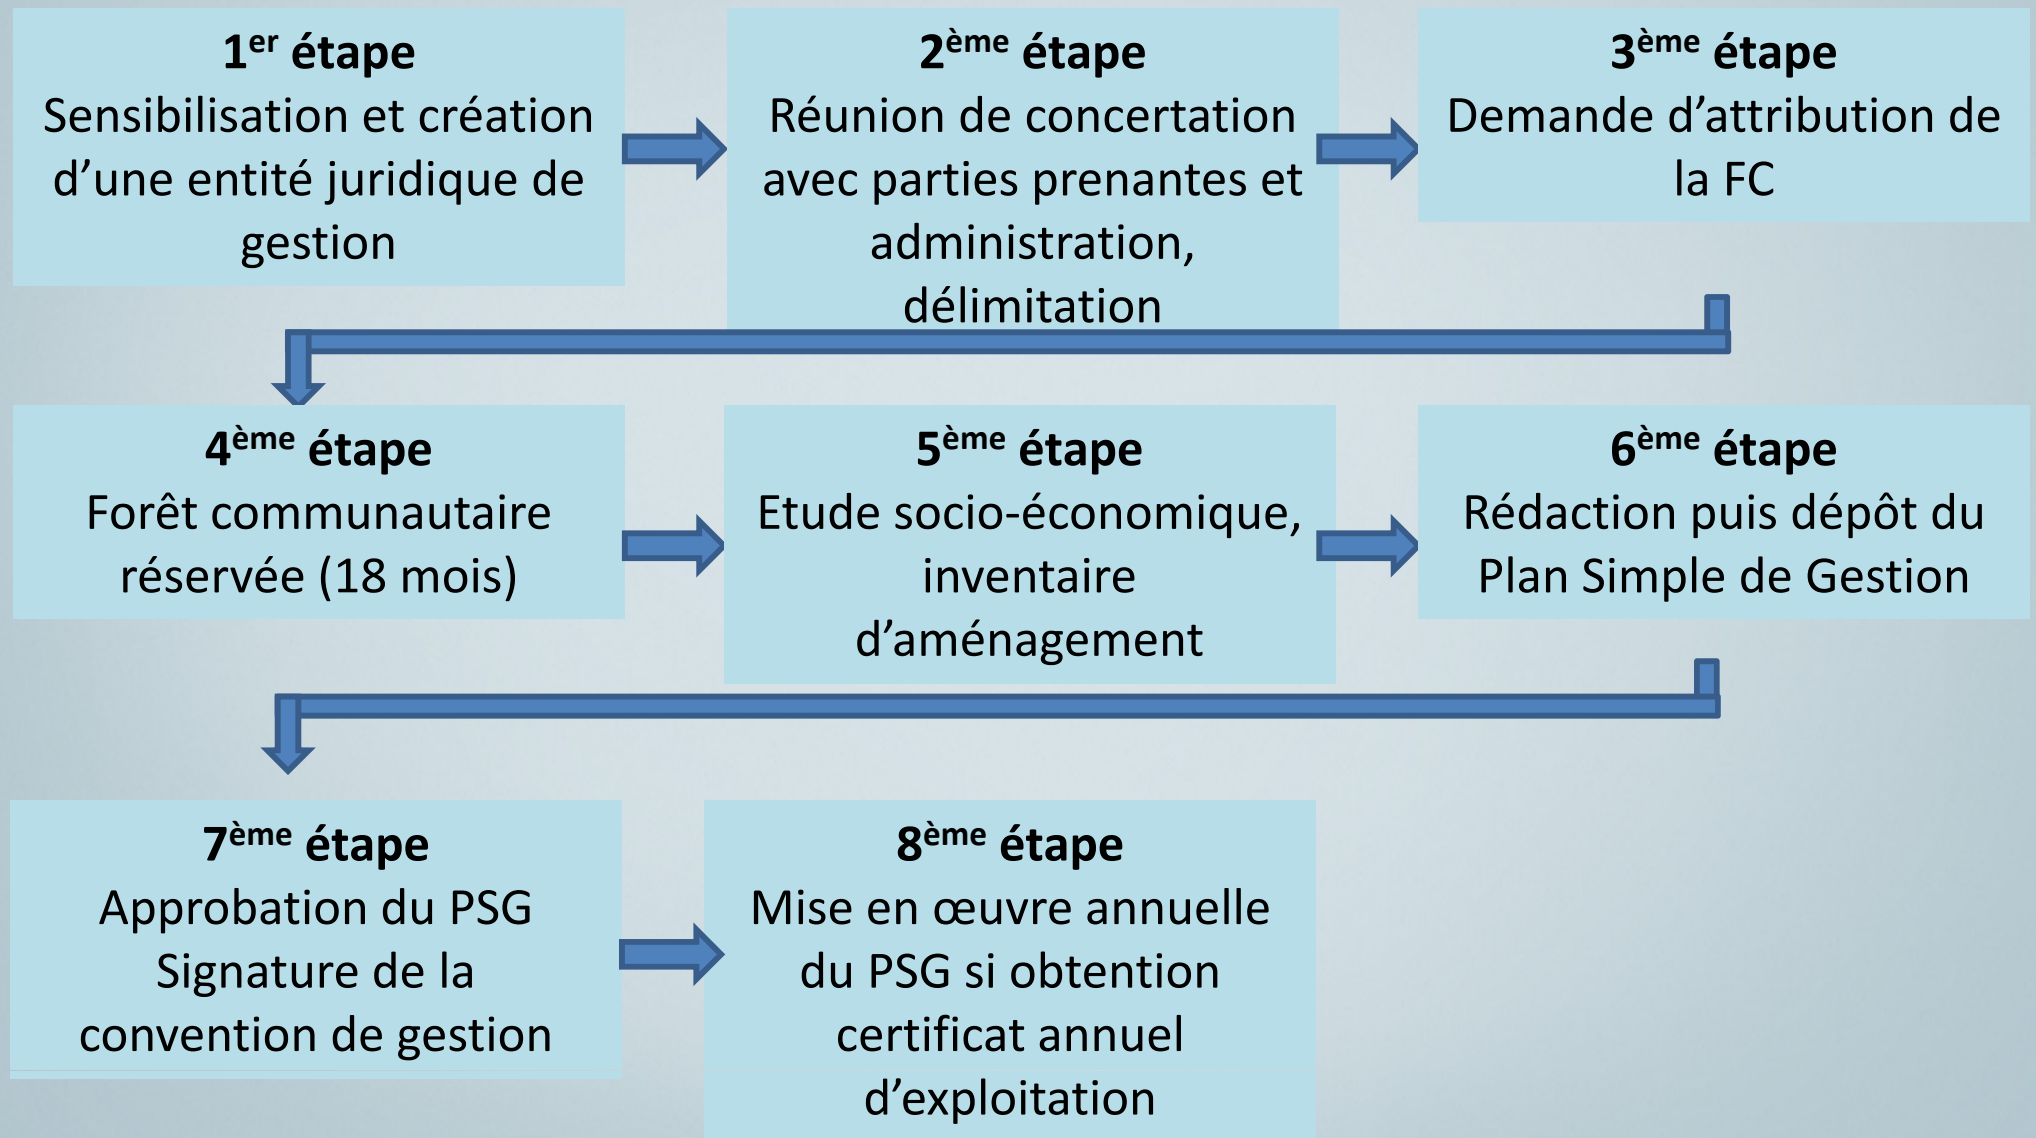 1er étape
Sensibilisation et création
d’une entité juridique de
gestion
2ème étape
Réunion de concertation
avec parties prenantes et
administration,
délimitation
3ème étape
Demande d’attribution de
la FC
4ème étape
Forêt communautaire
réservée (18 mois)
5ème étape
Etude socio-économique,
inventaire
d’aménagement
6ème étape
Rédaction puis dépôt du
Plan Simple de Gestion
7ème étape
Approbation du PSG
Signature de la
convention de gestion
8ème étape
Mise en œuvre annuelle
du PSG si obtention
certificat annuel
d’exploitation